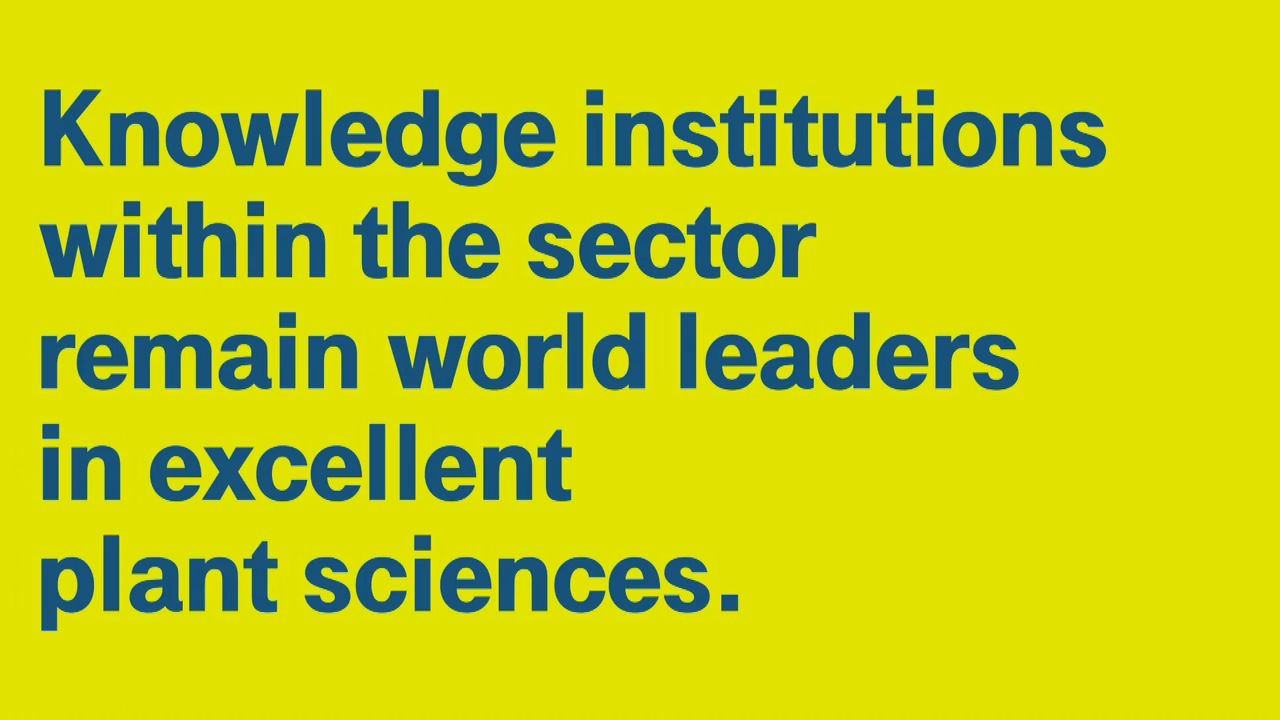 Knowledge institutions
within the sector
remain world leaders
in excellent
plant sciences.